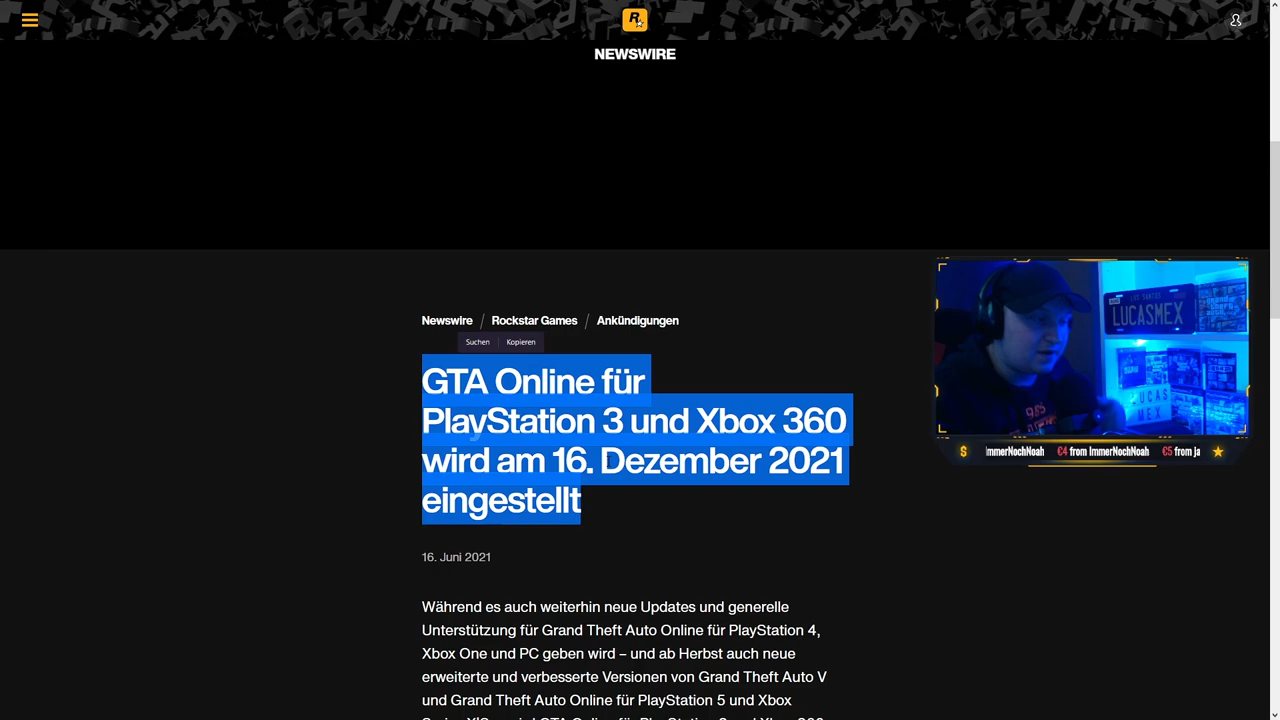 R
NEWSWIRE
Newswire / Rockstar Games / Ankündigungen
Suchen | Kopieren
GTA Online für
PlayStation 3 und Xbox 360
wird am 16. Dezember 2021
eingestellt
16. Juni 2021
Während es auch weiterhin neue Updates und generelle
Unterstützung für Grand Theft Auto Online für PlayStation 4,
Xbox One und PC geben wird – und ab Herbst auch neue
erweiterte und verbesserte Versionen von Grand Theft Auto V
und Grand Theft Auto Online für PlayStation 5 und Xbox
LUCASMEX
LUCAS
MEX
ImmerNochNoah €4 from ImmerNochNoah €5 from ja